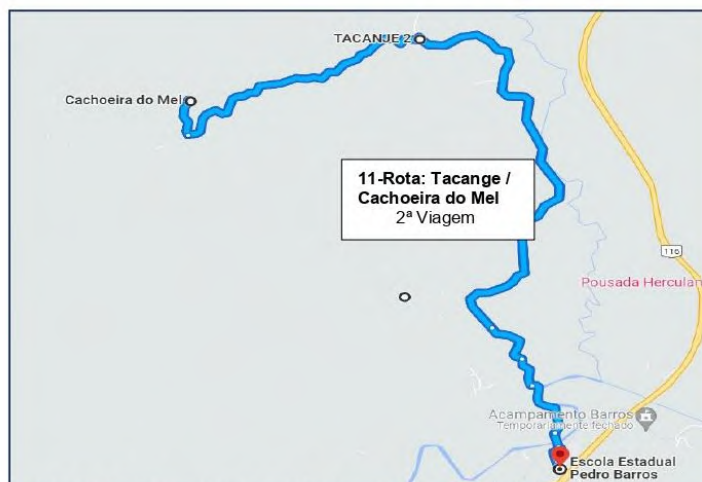 TACANJE 2
Cachoeira do Mel
11-Rota: Tacange /
Cachoeira do Mel
2ª Viagem
116
Pousada Herculan
Acampamento Barros
Temporariamente fechado
Escola Estadual
Pedro Barros